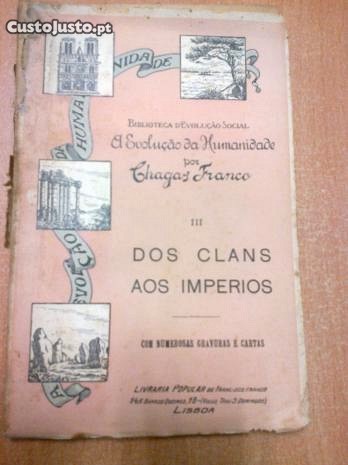 CustoJusto.pt
A EVOLUÇÃO DA HUMANIDADE
BIBLIOTECA D'EVOLUÇÃO SOCIAL
A Evolução da Humanidade
por
Chagas Franco
III
DOS CLANS
AOS IMPERIOS
COM NUMEROSAS GRAVURAS E CARTAS
LIVRARIA POPULAR DE FRANCISCO FRANCO
LISBOA